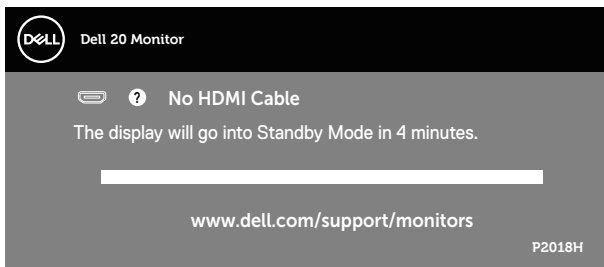 DELL Dell 20 Monitor
? No HDMI Cable
The display will go into Standby Mode in 4 minutes.
www.dell.com/support/monitors
P2018H